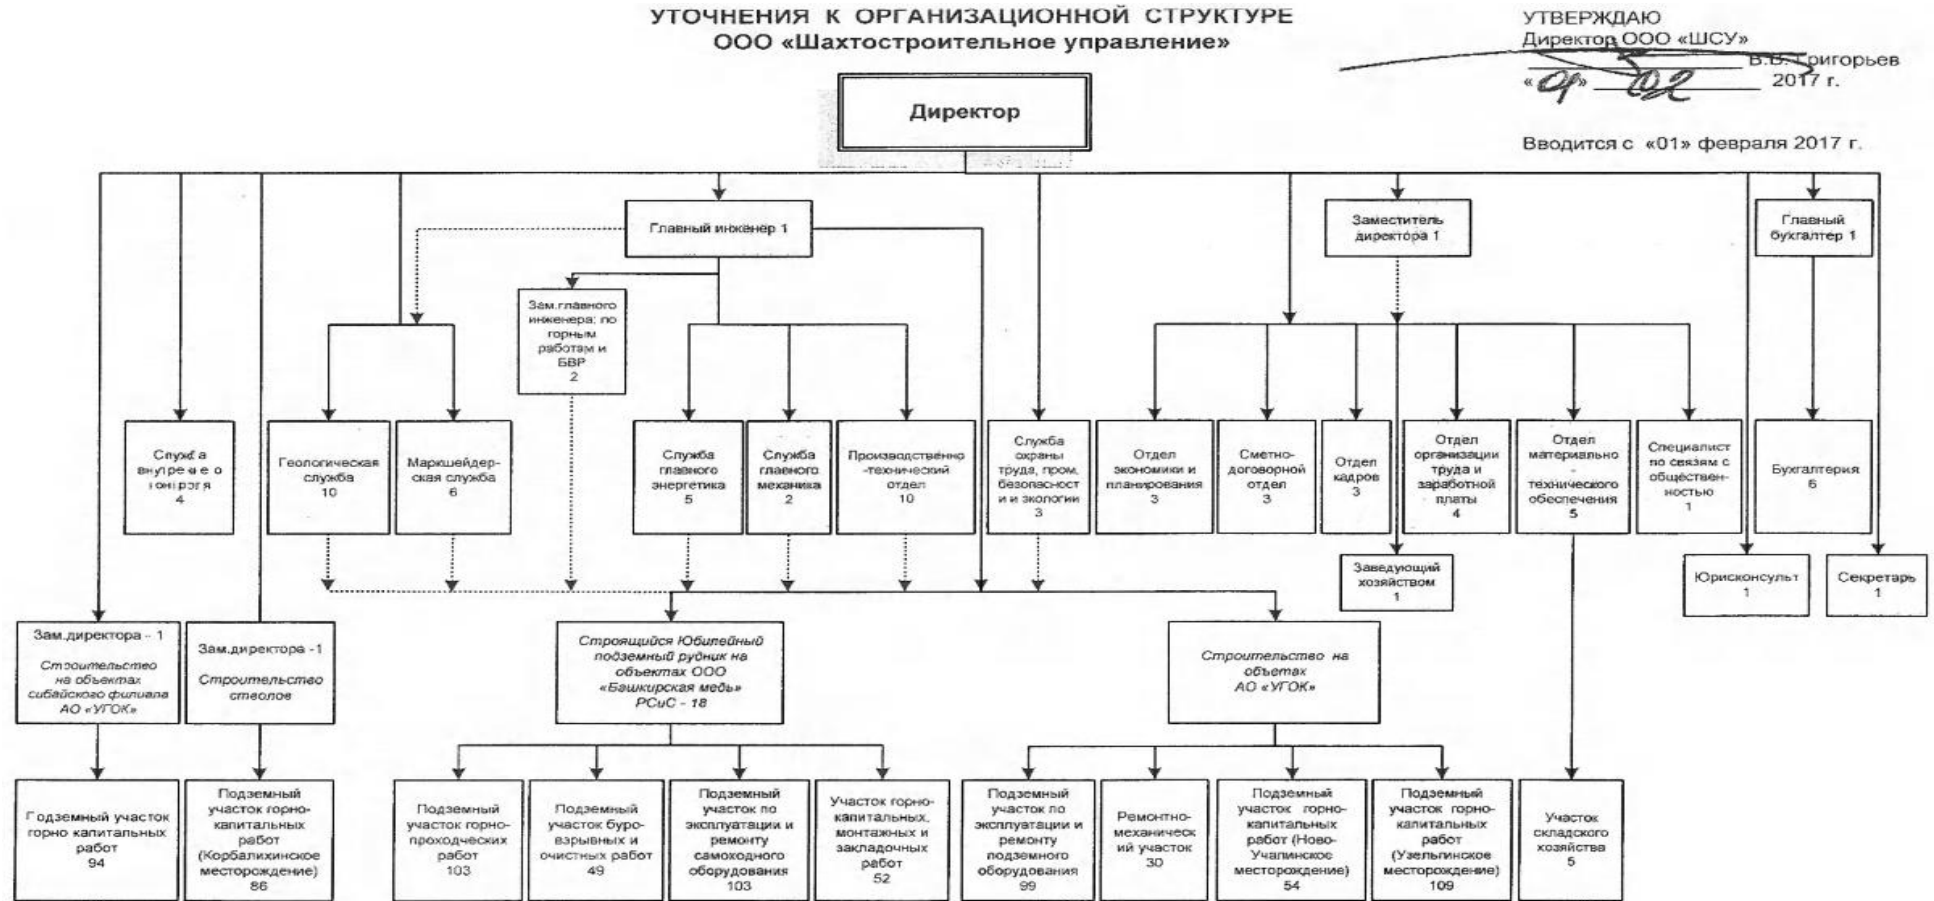 УТОЧНЕНИЯ К ОРГАНИЗАЦИОННОЙ СТРУКТУРЕ
ООО «Шахтостроительное управление»
УТВЕРЖДАЮ
Директор ООО «ШСУ»
В.В. Григорьев
«01» 02 2017 г.
Вводится с «01» февраля 2017 г.
Директор
Главный инженер 1
Заместитель
директора 1
Главный
бухгалтер 1
Зам.главного
инженера: по
горным
работам и
БВР
2
Служба
4
Геологическая
служба
10
Маркшейдер-
ская служба
6
Служба
главного
энергетика
5
Служба
главного
механика
2
Производственно
-технический
отдел
10
Служба
охраны
труда, пром.
безопасност
и и экологии
3
Отдел
экономики и
планирования
3
Сметно-
договорной
отдел
3
Отдел
кадров
3
Отдел
организации
труда и
заработной
платы
4
Отдел
материально
-
технического
обеспечения
5
Специалист
по связям с
обществен-
ностью
1
Бухгалтерия
6
Заведующий
хозяйством
1
Юрисконсульт
1
Секретарь
1
Зам.директора - 1
Строительство
на объектах
сибайского филиала
АО «УГОК»
Зам.директора -1
Строительство
стволов
Строящийся Юбилейный
подземный рудник на
объектах ООО
«Башкирская медь»
РСиС - 18
Строительство на
объетах
АО «УГОК»
Подземный участок
горно капитальных
работ
94
Подземный
участок горно-
капитальных
работ
(Корбалихинское
месторождение)
86
Подземный
участок горно-
проходческих
работ
103
Подземный
участок буро-
взрывных и
очистных работ
49
Подземный
участок по
эксплуатации и
ремонту
самоходного
оборудования
103
Участок горно-
капитальных,
монтажных и
закладочных
работ
52
Подземный
участок по
эксплуатации и
ремонту
подземного
оборудования
99
Ремонтно-
механическ
ий участок
30
Подземный
участок горно-
капитальных
работ (Ново-
Учалинское
месторождение)
54
Подземный
участок горно-
капитальных
работ
(Узельгинское
месторождение)
109
Участок
складского
хозяйства
5